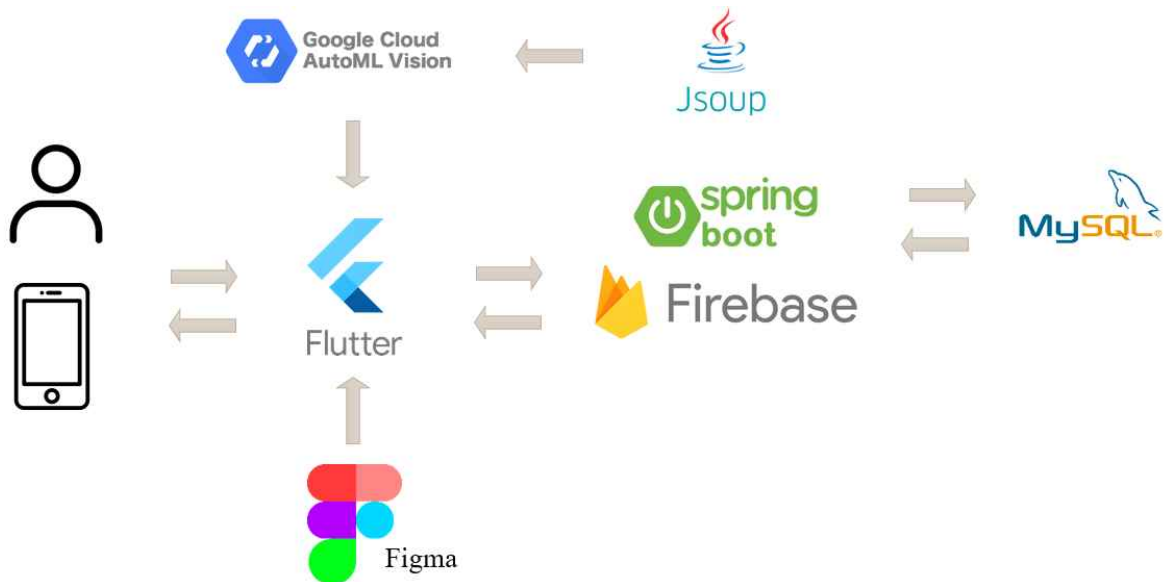 Google Cloud
AutoML Vision
Jsoup
spring
boot
MySQL®
Firebase
Flutter
Figma